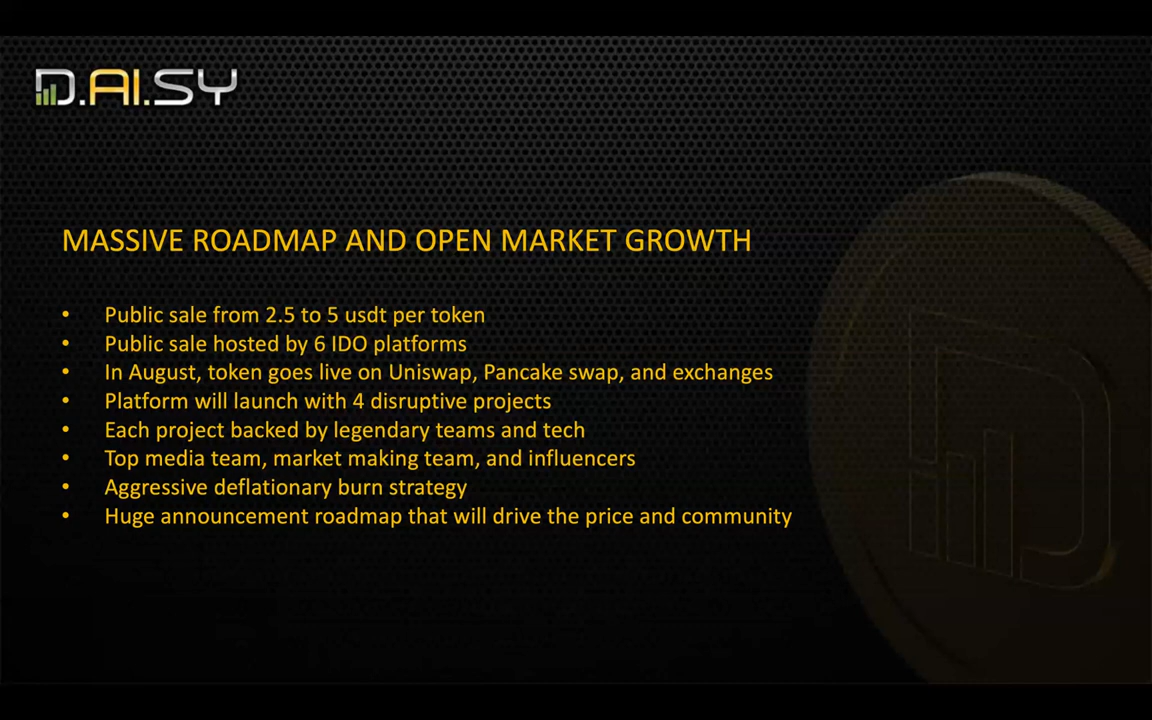 D.AI.SY
MASSIVE ROADMAP AND OPEN MARKET GROWTH
• Public sale from 2.5 to 5 usdt per token
• Public sale hosted by 6 IDO platforms
• In August, token goes live on Uniswap, Pancake swap, and exchanges
• Platform will launch with 4 disruptive projects
• Each project backed by legendary teams and tech
• Top media team, market making team, and influencers
• Aggressive deflationary burn strategy
• Huge announcement roadmap that will drive the price and community